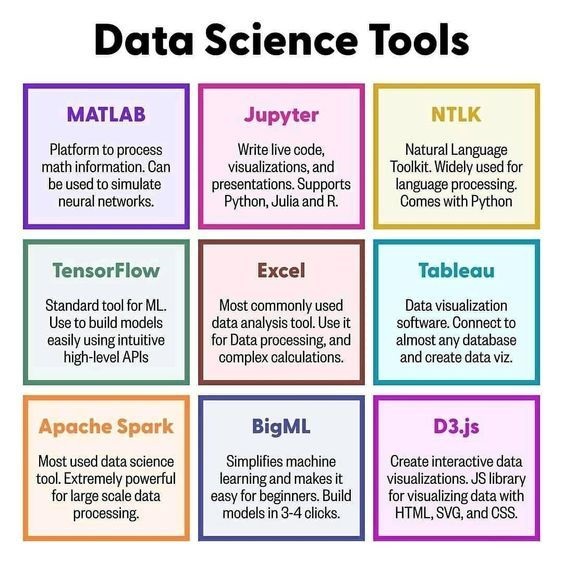 Data Science Tools
MATLAB
Platform to process
math information. Can
be used to simulate
neural networks.
Jupyter
Write live code,
visualizations, and
presentations. Supports
Python, Julia and R.
NTLK
Natural Language
Toolkit. Widely used for
language processing.
Comes with Python
TensorFlow
Standard tool for ML.
Use to build models
easily using intuitive
high-level APIs
Excel
Most commonly used
data analysis tool. Use it
for Data processing, and
complex calculations.
Tableau
Data visualization
software. Connect to
almost any database
and create data viz.
Apache Spark
Most used data science
tool. Extremely powerful
for large scale data
processing.
BigML
Simplifies machine
learning and makes it
easy for beginners. Build
models in 3-4 clicks.
D3.js
Create interactive data
visualizations. JS library
for visualizing data with
HTML, SVG, and CSS.